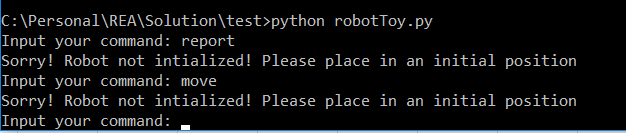 C:\Personal\REA\Solution\test>python robotToy.py
Input your command: report
Sorry! Robot not intialized! Please place in an initial position
Input your command: move
Sorry! Robot not intialized! Please place in an initial position
Input your command: